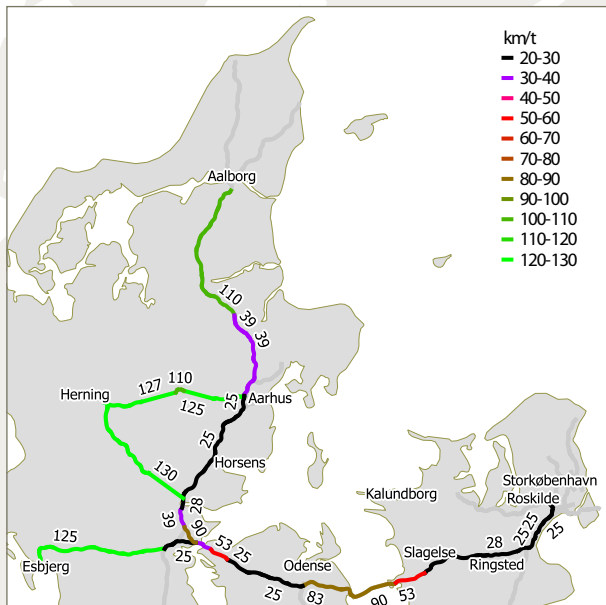 km/t
20-30
30-40
40-50
50-60
60-70
70-80
80-90
90-100
100-110
110-120
120-130
Aalborg
110
39
39
127
110
Herning
125
25
Aarhus
25
Horsens
130
28
Kalundborg
Storkøbenhavn
Roskilde
39
90
25
25
25
125
53
25
28
Slagelse
Ringsted
25
Esbjerg
Odense
25
83
90
53